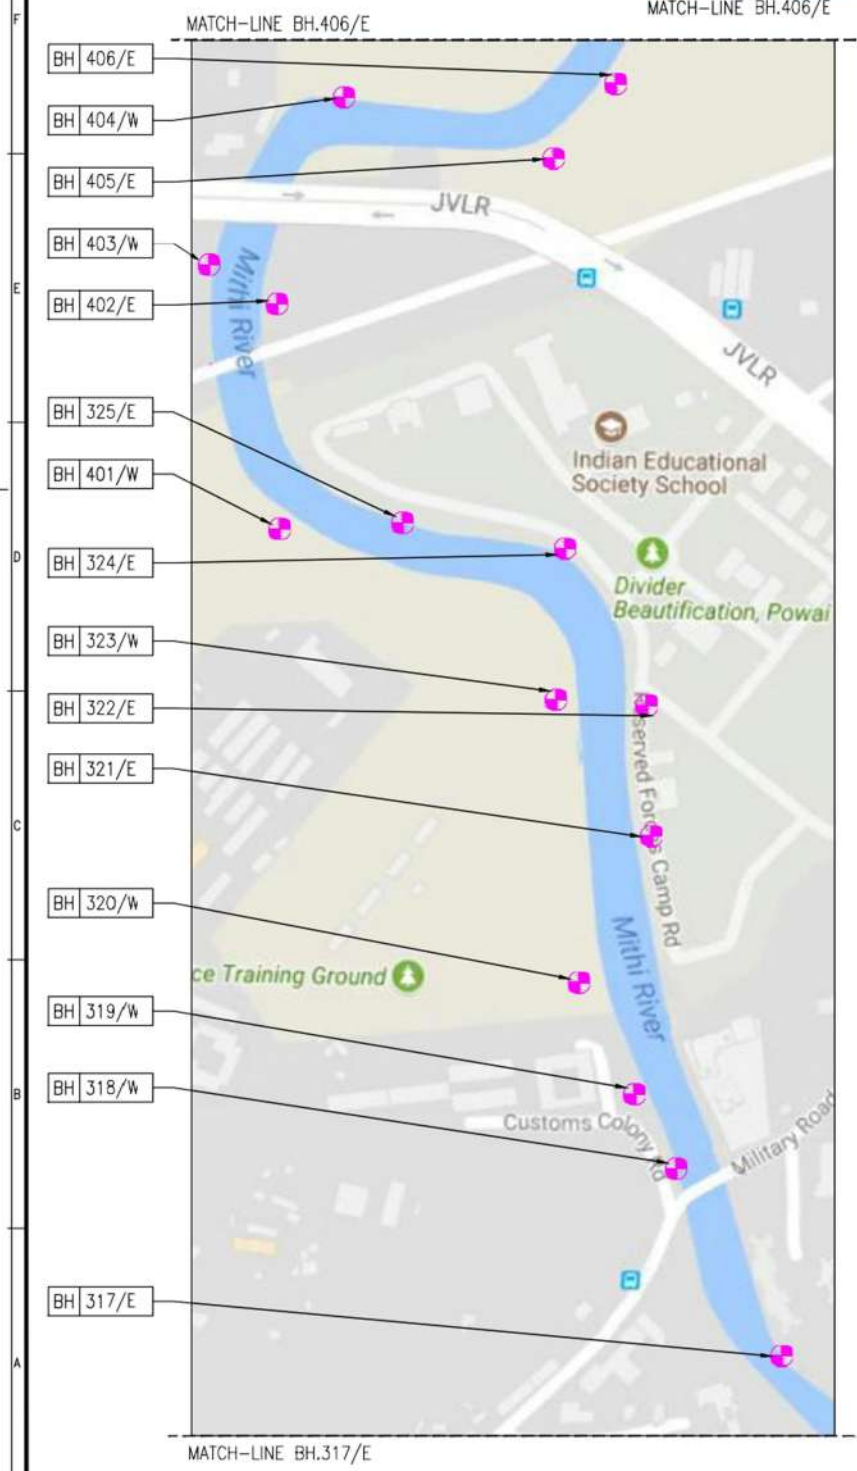 MATCH-LINE BH.406/E
MATCH-LINE BH.406/E
F
BH 406/E
BH 404/W
BH 405/E
JVLR
BH 403/W
E
Mithi River
BH 402/E
JVLR
BH 325/E
Indian Educational
Society School
BH 401/W
D
BH 324/E
Divider
Beautification, Powai
BH 323/W
BH 322/E
BH 321/E
C
served Forces Camp Rd
BH 320/W
Mithi River
ce Training Ground
BH 319/W
BH 318/W
B
Customs Colony Rd
Military Road
BH 317/E
A
MATCH-LINE BH.317/E